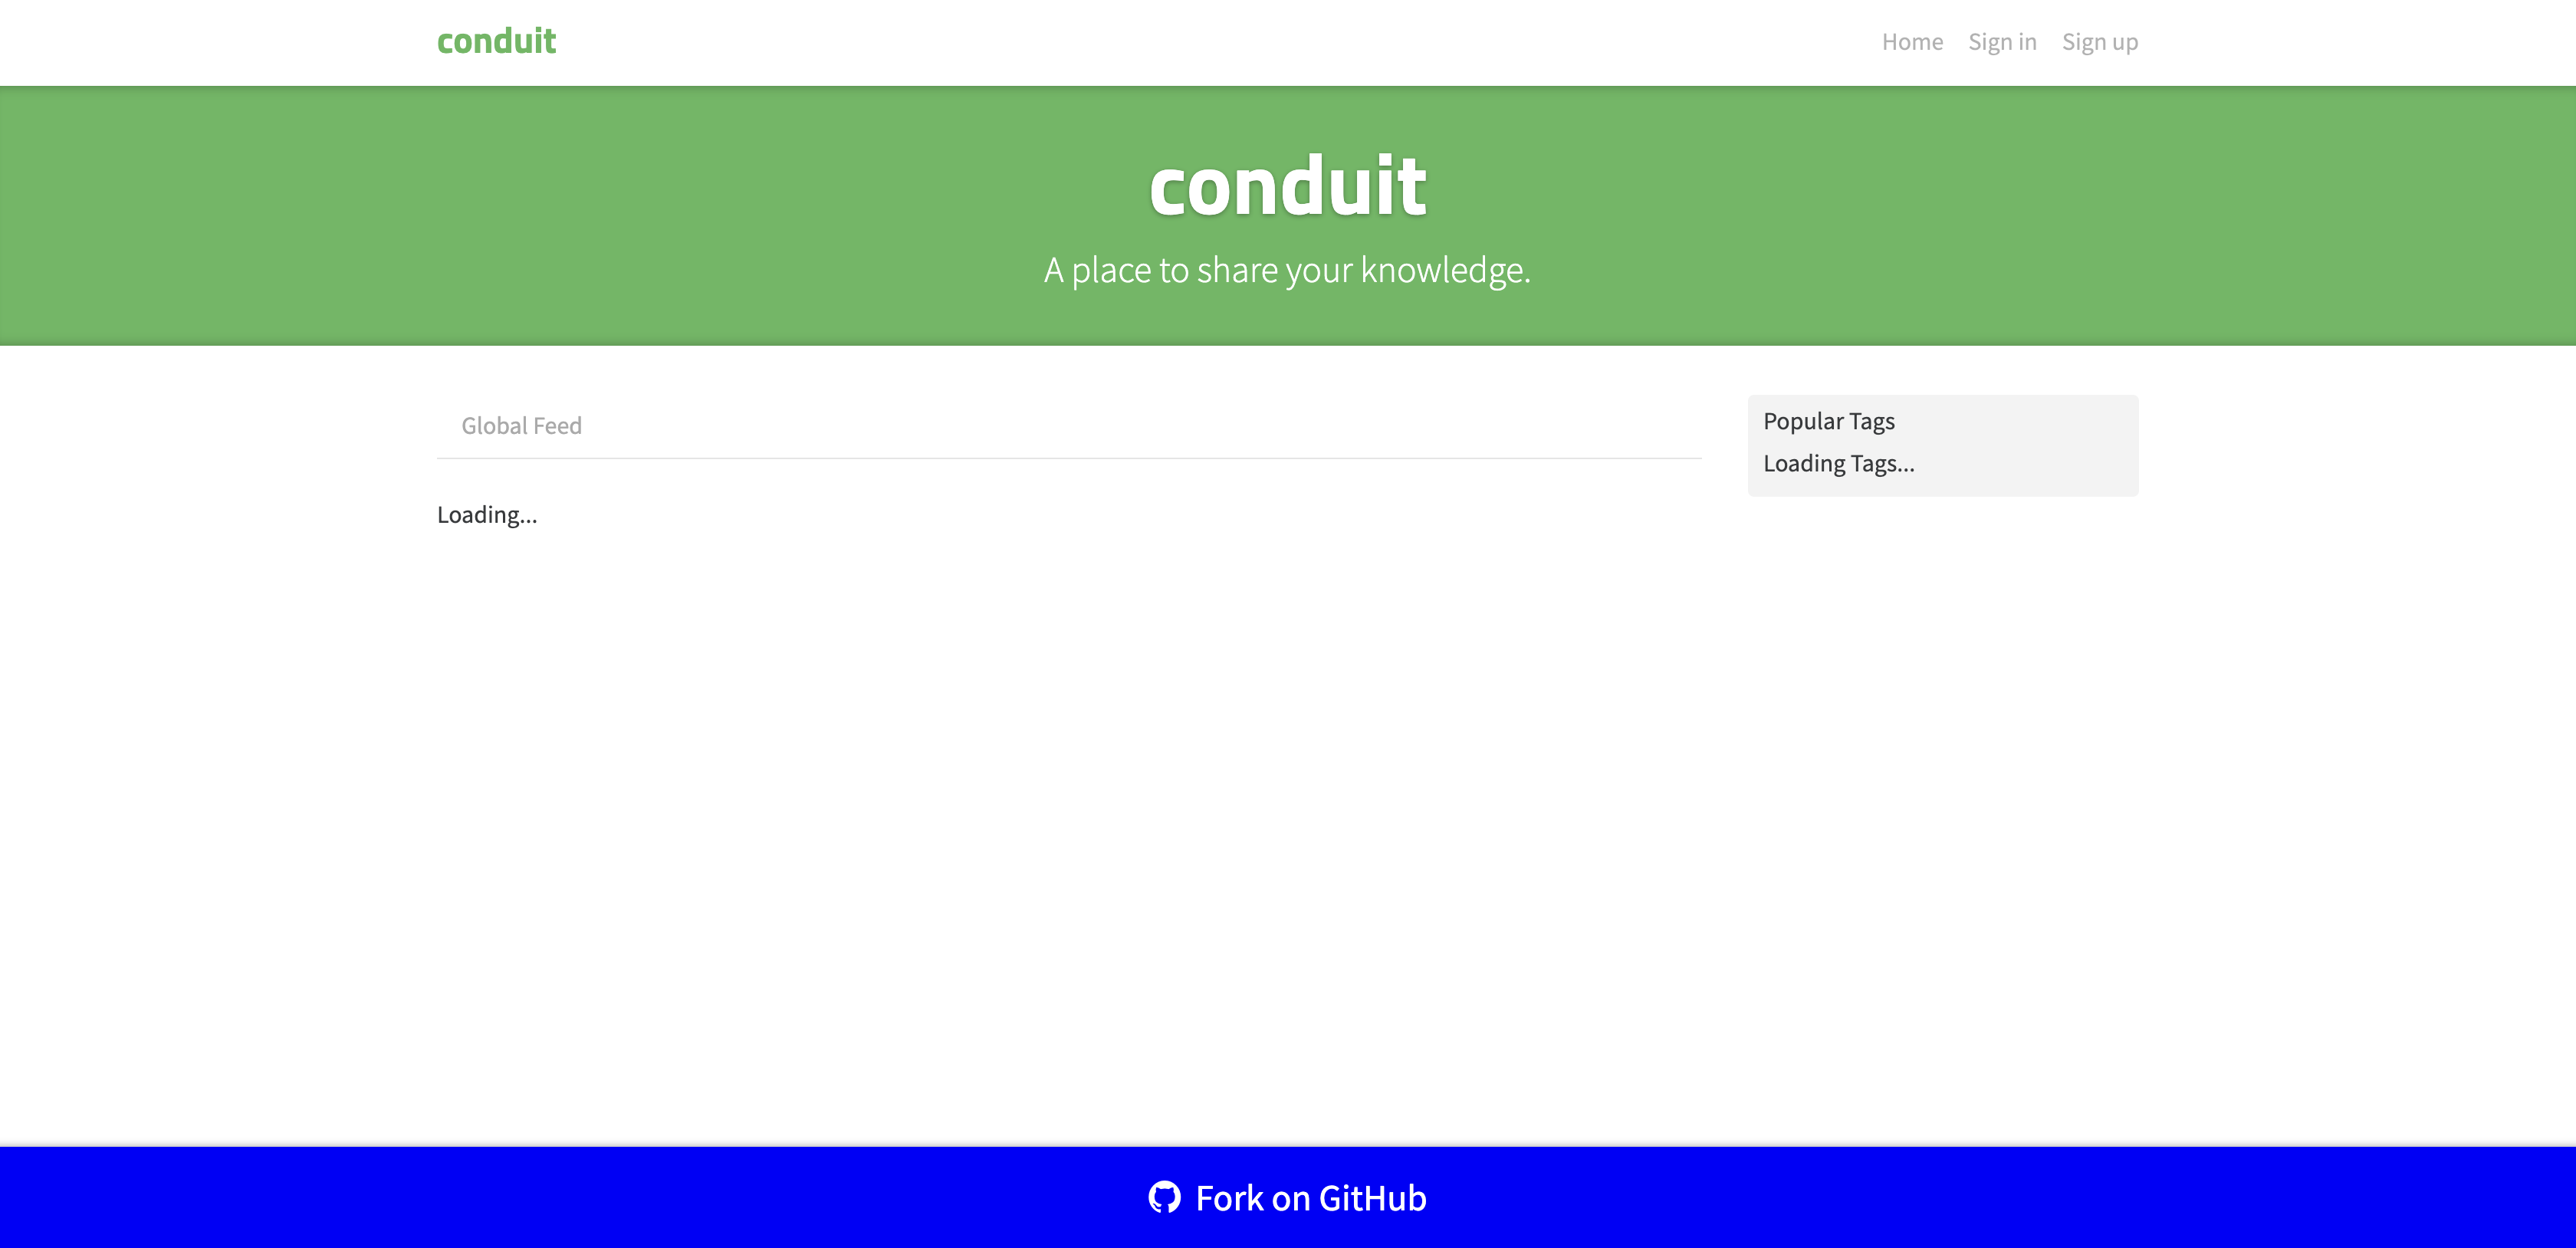 conduit
Home Sign in Sign up
conduit
A place to share your knowledge.
Global Feed
Loading...
Popular Tags
Loading Tags...
Fork on GitHub